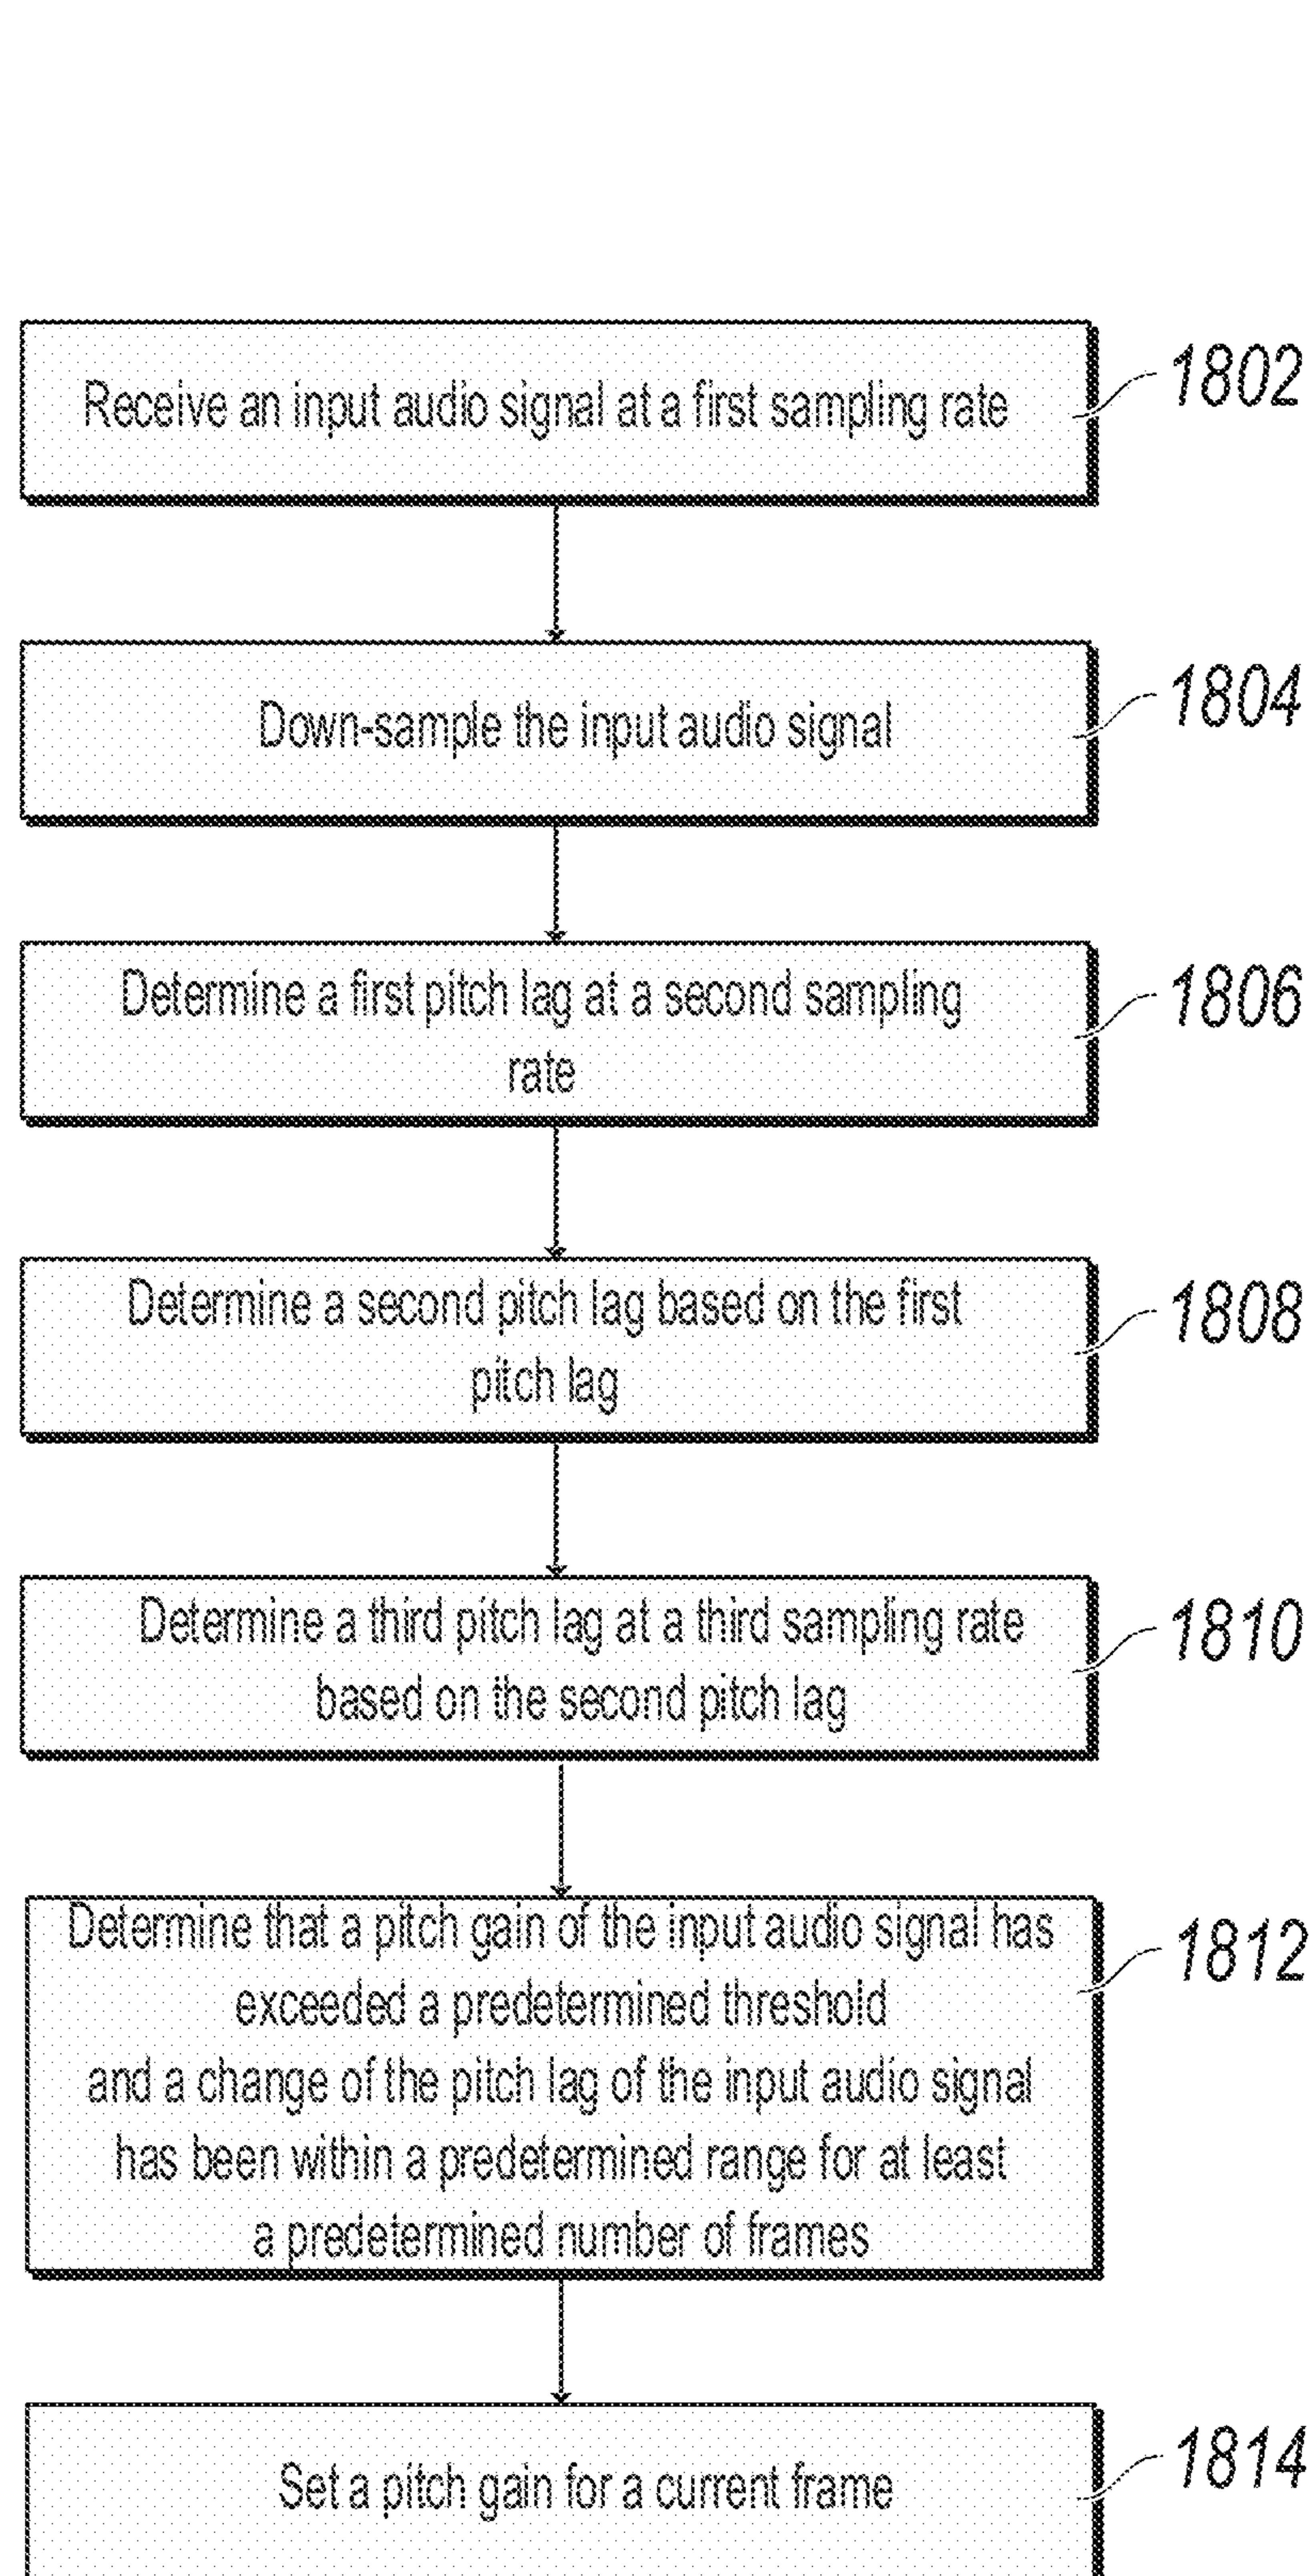 Receive an input audio signal at a first sampling rate
1802
Down-sample the input audio signal
1804
Determine a first pitch lag at a second sampling
rate
1806
Determine a second pitch lag based on the first
pitch lag
1808
Determine a third pitch lag at a third sampling rate
based on the second pitch lag
1810
Determine that a pitch gain of the input audio signal has
exceeded a predetermined threshold
and a change of the pitch lag of the input audio signal
has been within a predetermined range for at least
a predetermined number of frames
1812
Set a pitch gain for a current frame
1814